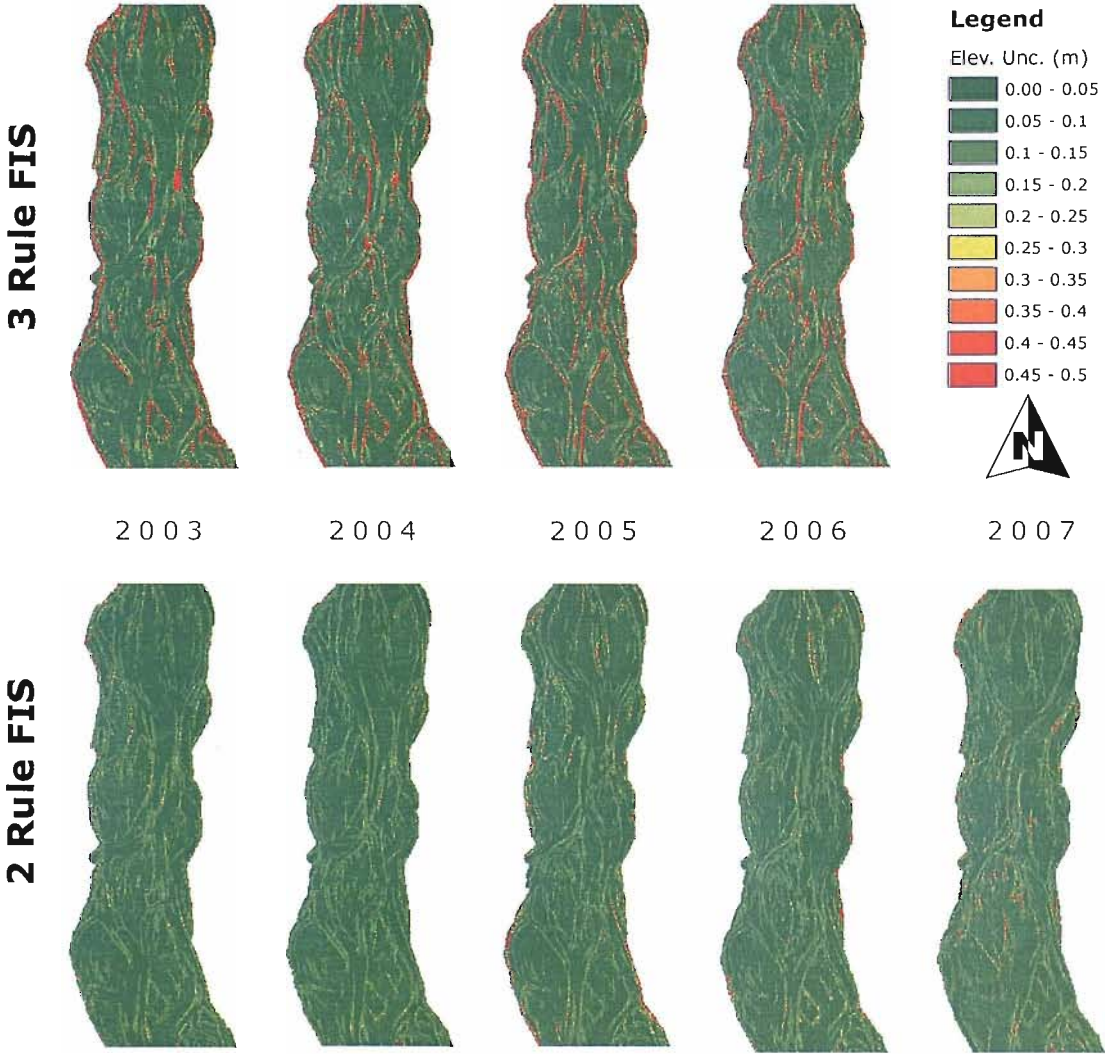 3 Rule FIS
Legend
Elev. Unc. (m)
0.00 - 0.05
0.05 - 0.1
0.1 - 0.15
0.15 - 0.2
0.2 - 0.25
0.25 - 0.3
0.3 - 0.35
0.35 - 0.4
0.4 - 0.45
0.45 - 0.5
N
2003 2004 2005 2006 2007
2 Rule FIS